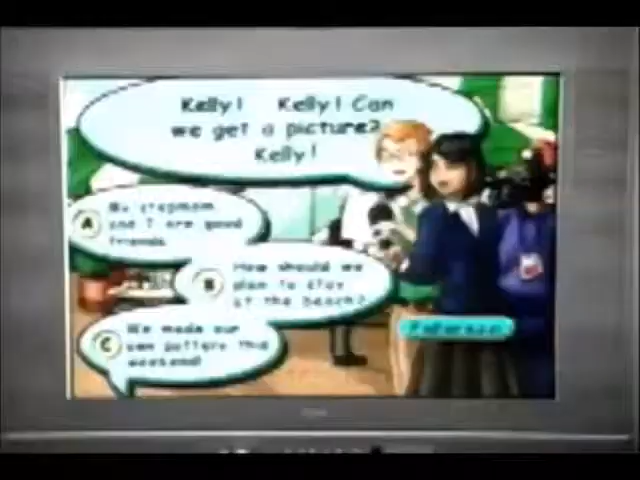 Kelly! Kelly! Can
we get a picture?
Kelly!
A
My stepmom
and I are good
friends.
B
How should we
plan to stay
at the beach?
C
We made our
own pottery this
weekend!